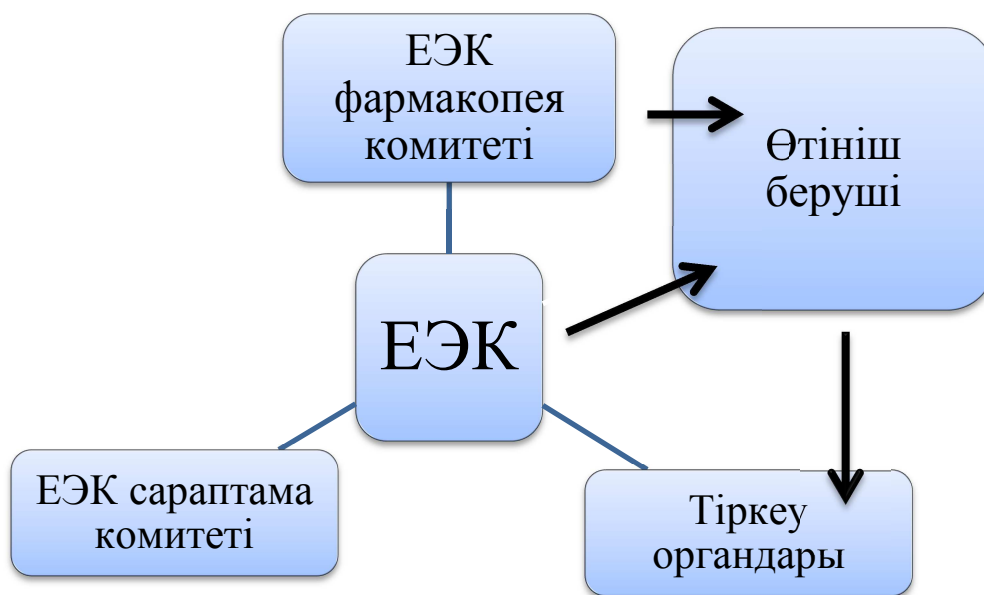 ЕЭК
фармакопея
комитеті
Өтініш
беруші
ЕЭК
ЕЭК сараптама
комитеті
Тіркеу
органдары